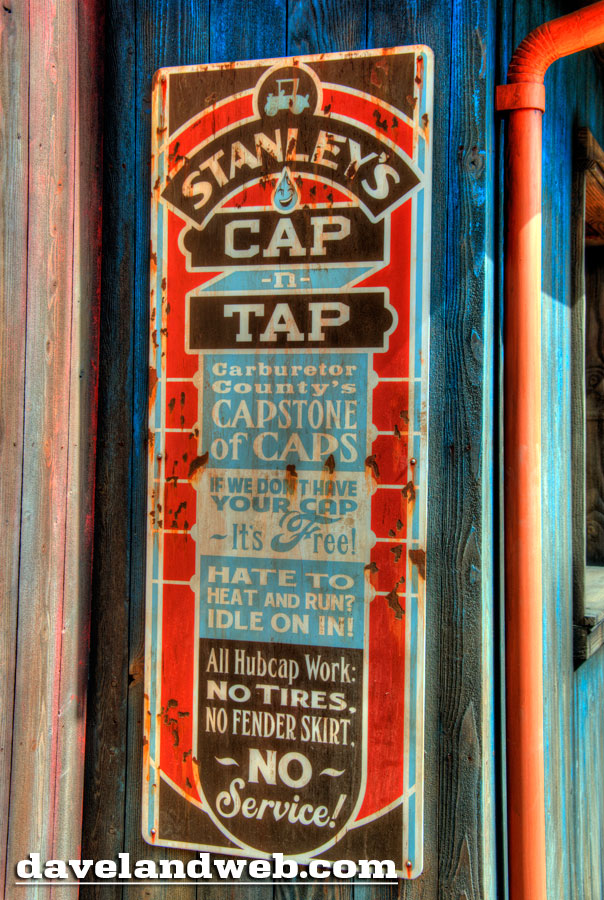 STANLEY'S
CAP
-n-
TAP
Carburetor
County's
CAPSTONE
of CAPS
IF WE DON'T HAVE
YOUR CAP
~It's Free!
HATE TO
HEAT AND RUN?
IDLE ON IN!
All Hubcap Work:
NO TIRES,
NO FENDER SKIRT,
~NO~
Service!
davelandweb.com